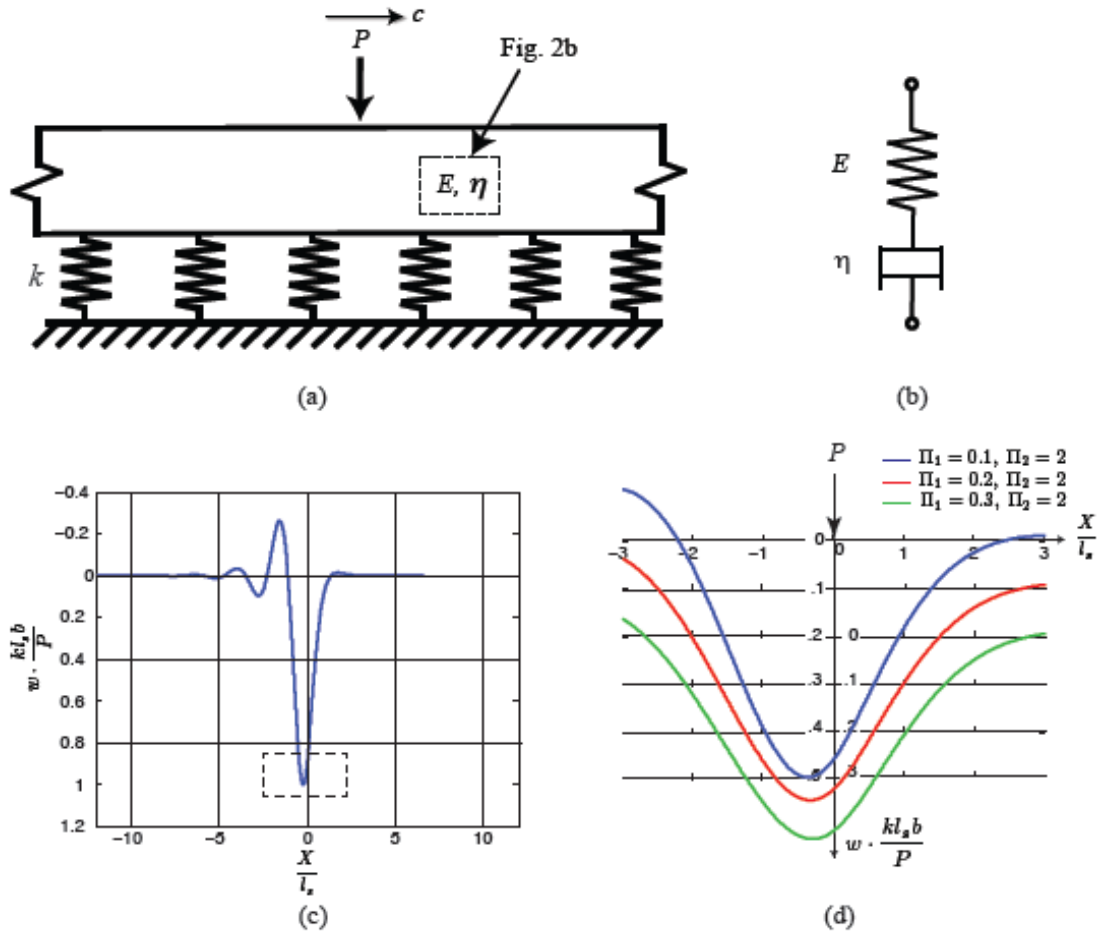 c
P
Fig. 2b
E, η
k
(a)
E
η
(b)
-0.4
-0.2
0
0.2
0.4
0.6
0.8
1
1.2
w · kl_s b / P
-10 -5 0 5 10
X / l_s
(c)
P
Π₁ = 0.1, Π₂ = 2
Π₁ = 0.2, Π₂ = 2
Π₁ = 0.3, Π₂ = 2
X / l_s
-3 -2 -1 0 0 1 2 3
.1
.2 0
.3 .1
.4 2
.5 3
w · kl_s b / P
(d)